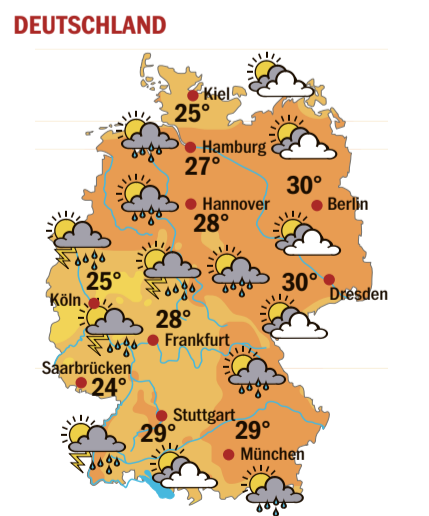 DEUTSCHLAND
Kiel
25°
Hamburg
27°
30°
Hannover
Berlin
28°
25°
30°
Köln
Dresden
28°
Frankfurt
Saarbrücken
24°
Stuttgart
29°
29°
München